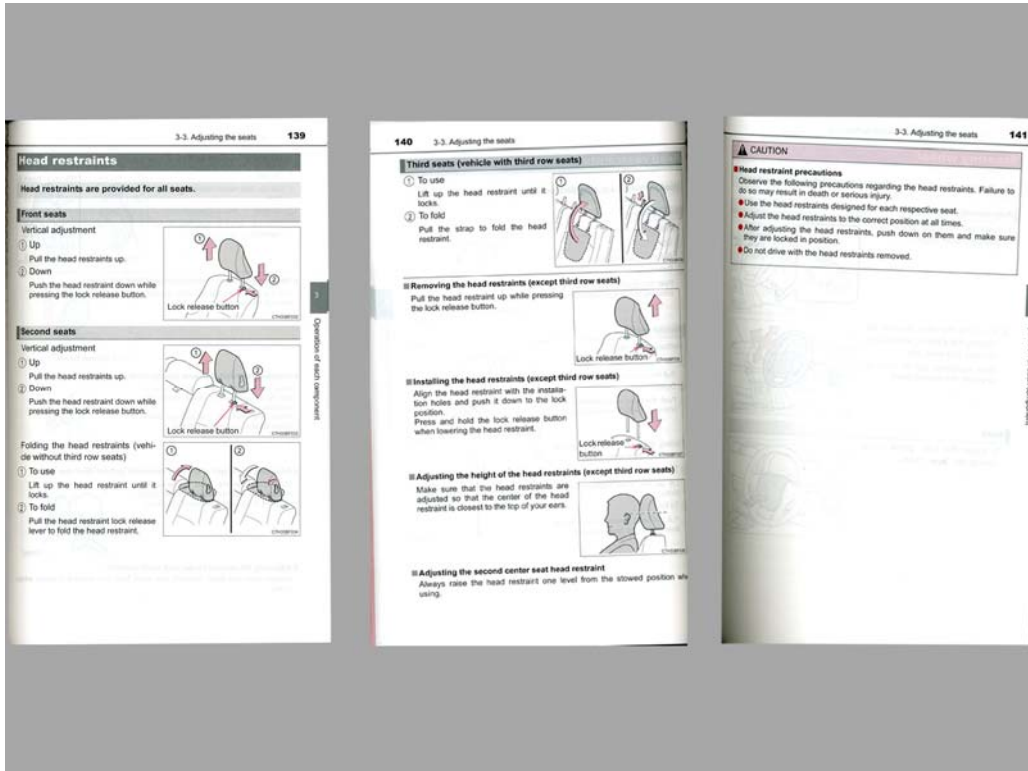 3-3. Adjusting the seats 139
Head restraints
Head restraints are provided for all seats.
Front seats
Vertical adjustment
① Up
Pull the head restraints up.
② Down
Push the head restraint down while
pressing the lock release button.
①
②
Lock release button
Second seats
Vertical adjustment
① Up
Pull the head restraints up.
② Down
Push the head restraint down while
pressing the lock release button.
①
②
Lock release button
Folding the head restraints (vehi-
cle without third row seats)
① To use
Lift up the head restraint until it
locks.
② To fold
Pull the head restraint lock release
lever to fold the head restraint.
①
②
3
Operation of each component
140 3-3. Adjusting the seats
Third seats (vehicle with third row seats)
① To use
Lift up the head restraint until it
locks.
② To fold
Pull the strap to fold the head
restraint.
①
②
Removing the head restraints (except third row seats)
Pull the head restraint up while pressing
the lock release button.
Lock release button
Installing the head restraints (except third row seats)
Align the head restraint with the installa-
tion holes and push it down to the lock
position.
Press and hold the lock release button
when lowering the head restraint.
Lock release
button
Adjusting the height of the head restraints (except third row seats)
Make sure that the head restraints are
adjusted so that the center of the head
restraint is closest to the top of your ears.
Adjusting the second center seat head restraint
Always raise the head restraint one level from the stowed position
using.
3-3. Adjusting the seats 141
CAUTION
Head restraint precautions
Observe the following precautions regarding the head restraints. Failure to
do so may result in death or serious injury.
●Use the head restraints designed for each respective seat.
●Adjust the head restraints to the correct position at all times.
●After adjusting the head restraints, push down on them and make sure
they are locked in position.
●Do not drive with the head restraints removed.